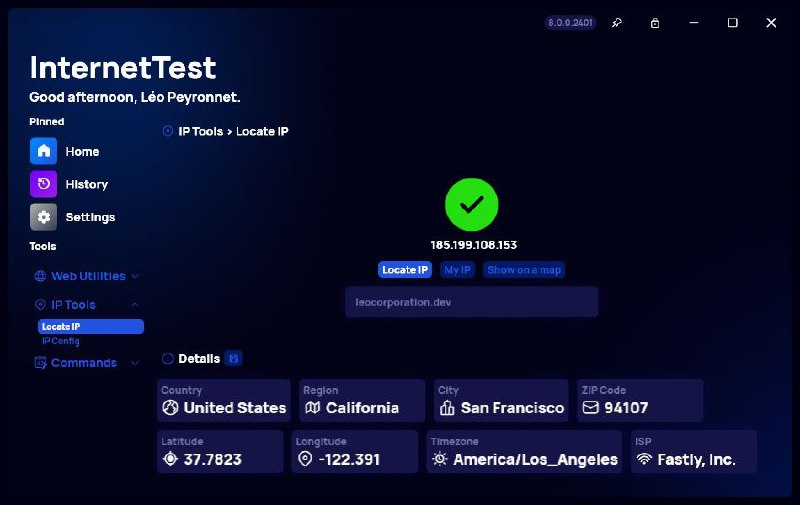 8.0.0.2401
InternetTest
Good afternoon, Léo Peyronnet.
Pinned
IP Tools > Locate IP
Home
History
Settings
Tools
Web Utilities
IP Tools
Locate IP
IP Config
Commands
185.199.108.153
Locate IP My IP Show on a map
leocorporation.dev
Details
Country Region City ZIP Code
United States California San Francisco 94107
Latitude Longitude Timezone ISP
37.7823 -122.391 America/Los_Angeles Fastly, Inc.